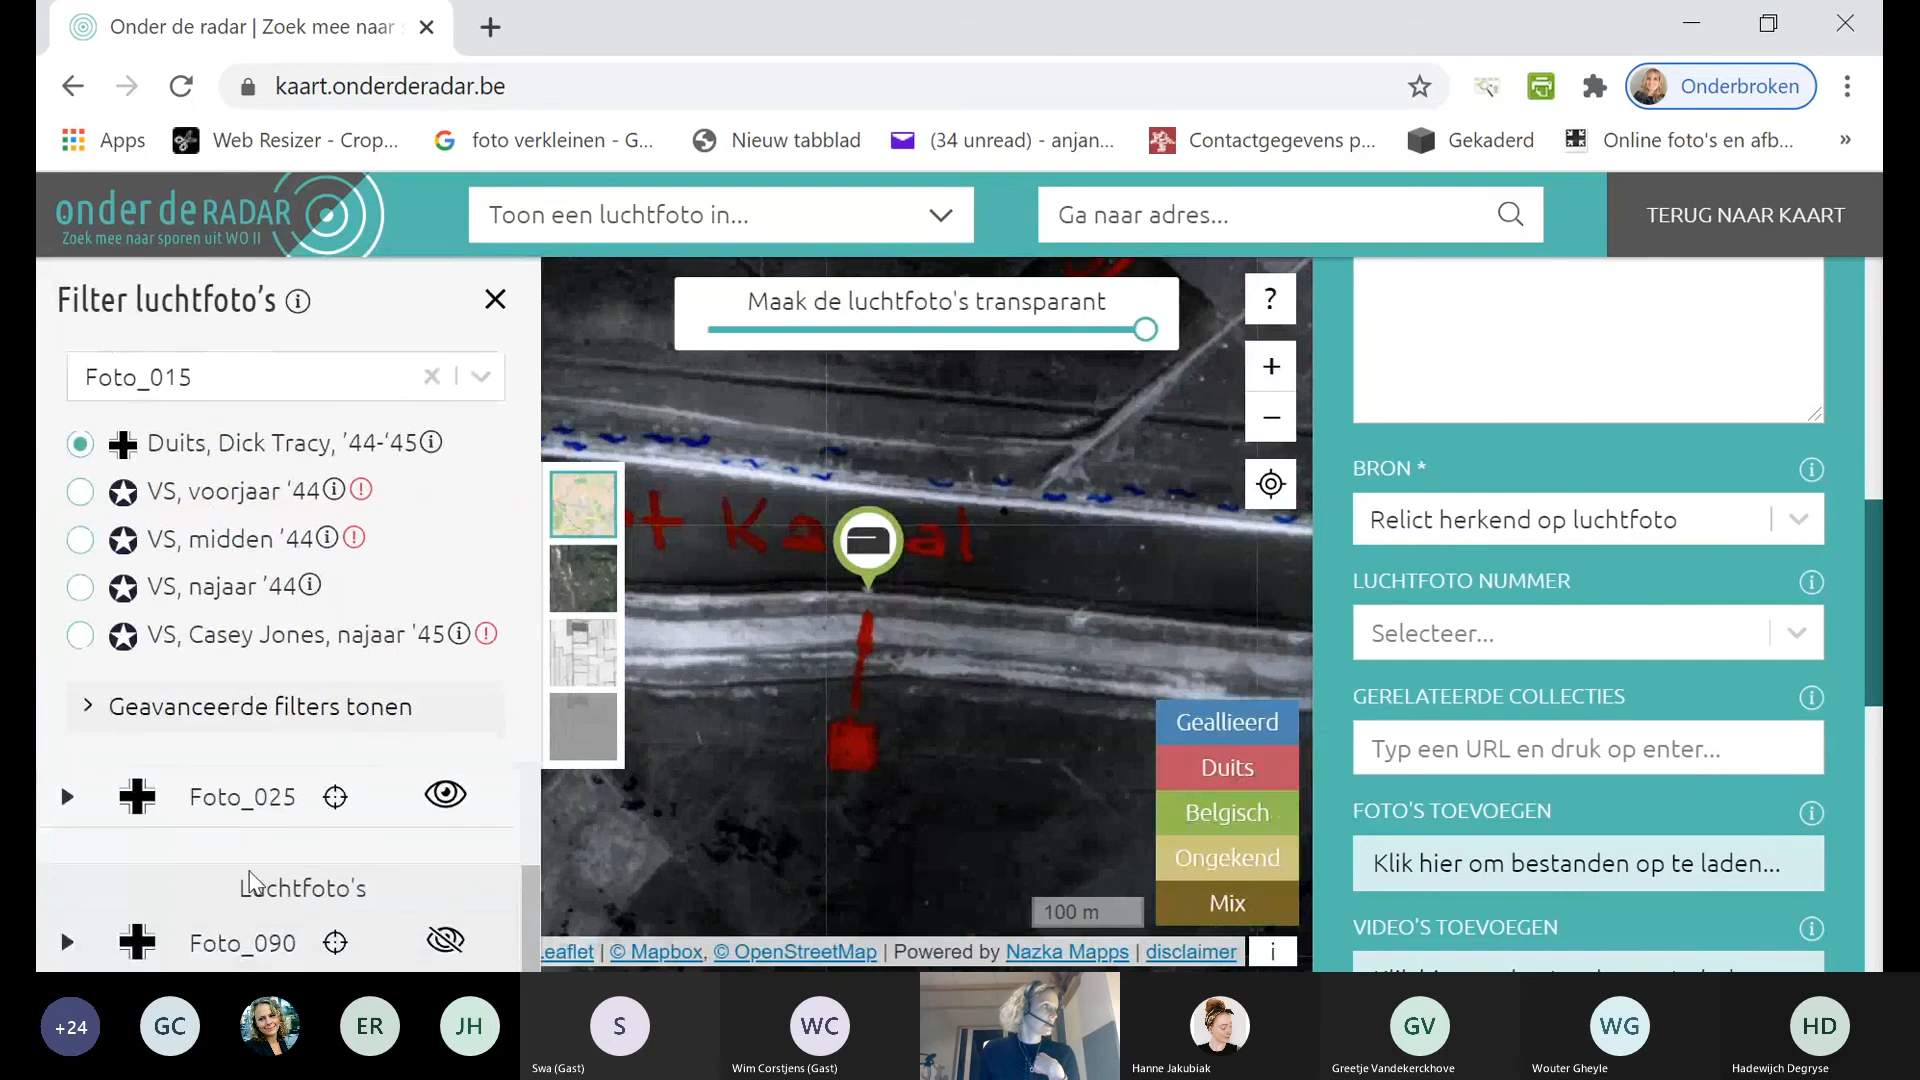 Onder de radar | Zoek mee naar s
kaart.onderderadar.be
Onderbroken
Apps
Web Resizer - Crop...
foto verkleinen - G...
Nieuw tabblad
(34 unread) - anjan...
Contactgegevens p...
Gekaderd
Online foto's en afb...
»
onder de RADAR
Zoek mee naar sporen uit WO II
Toon een luchtfoto in...
Ga naar adres...
TERUG NAAR KAART
Filter luchtfoto's
Foto_015
Duits, Dick Tracy, '44-'45
VS, voorjaar '44
VS, midden '44
VS, najaar '44
VS, Casey Jones, najaar '45
Geavanceerde filters tonen
Foto_025
Luchtfoto's
Foto_090
Maak de luchtfoto's transparant
?
+
−
Geallieerd
Duits
Belgisch
Ongekend
Mix
100 m
eaflet | © Mapbox, © OpenStreetMap | Powered by Nazka Mapps | disclaimer
i
BRON *
Relict herkend op luchtfoto
LUCHTFOTO NUMMER
Selecteer...
GERELATEERDE COLLECTIES
Typ een URL en druk op enter...
FOTO'S TOEVOEGEN
Klik hier om bestanden op te laden...
VIDEO'S TOEVOEGEN
+24
GC
ER
JH
S
Swa (Gast)
WC
Wim Corstjens (Gast)
Hanne Jakubiak
GV
Greetje Vandekerckhove
WG
Wouter Gheyle
HD
Hadewijch Degryse